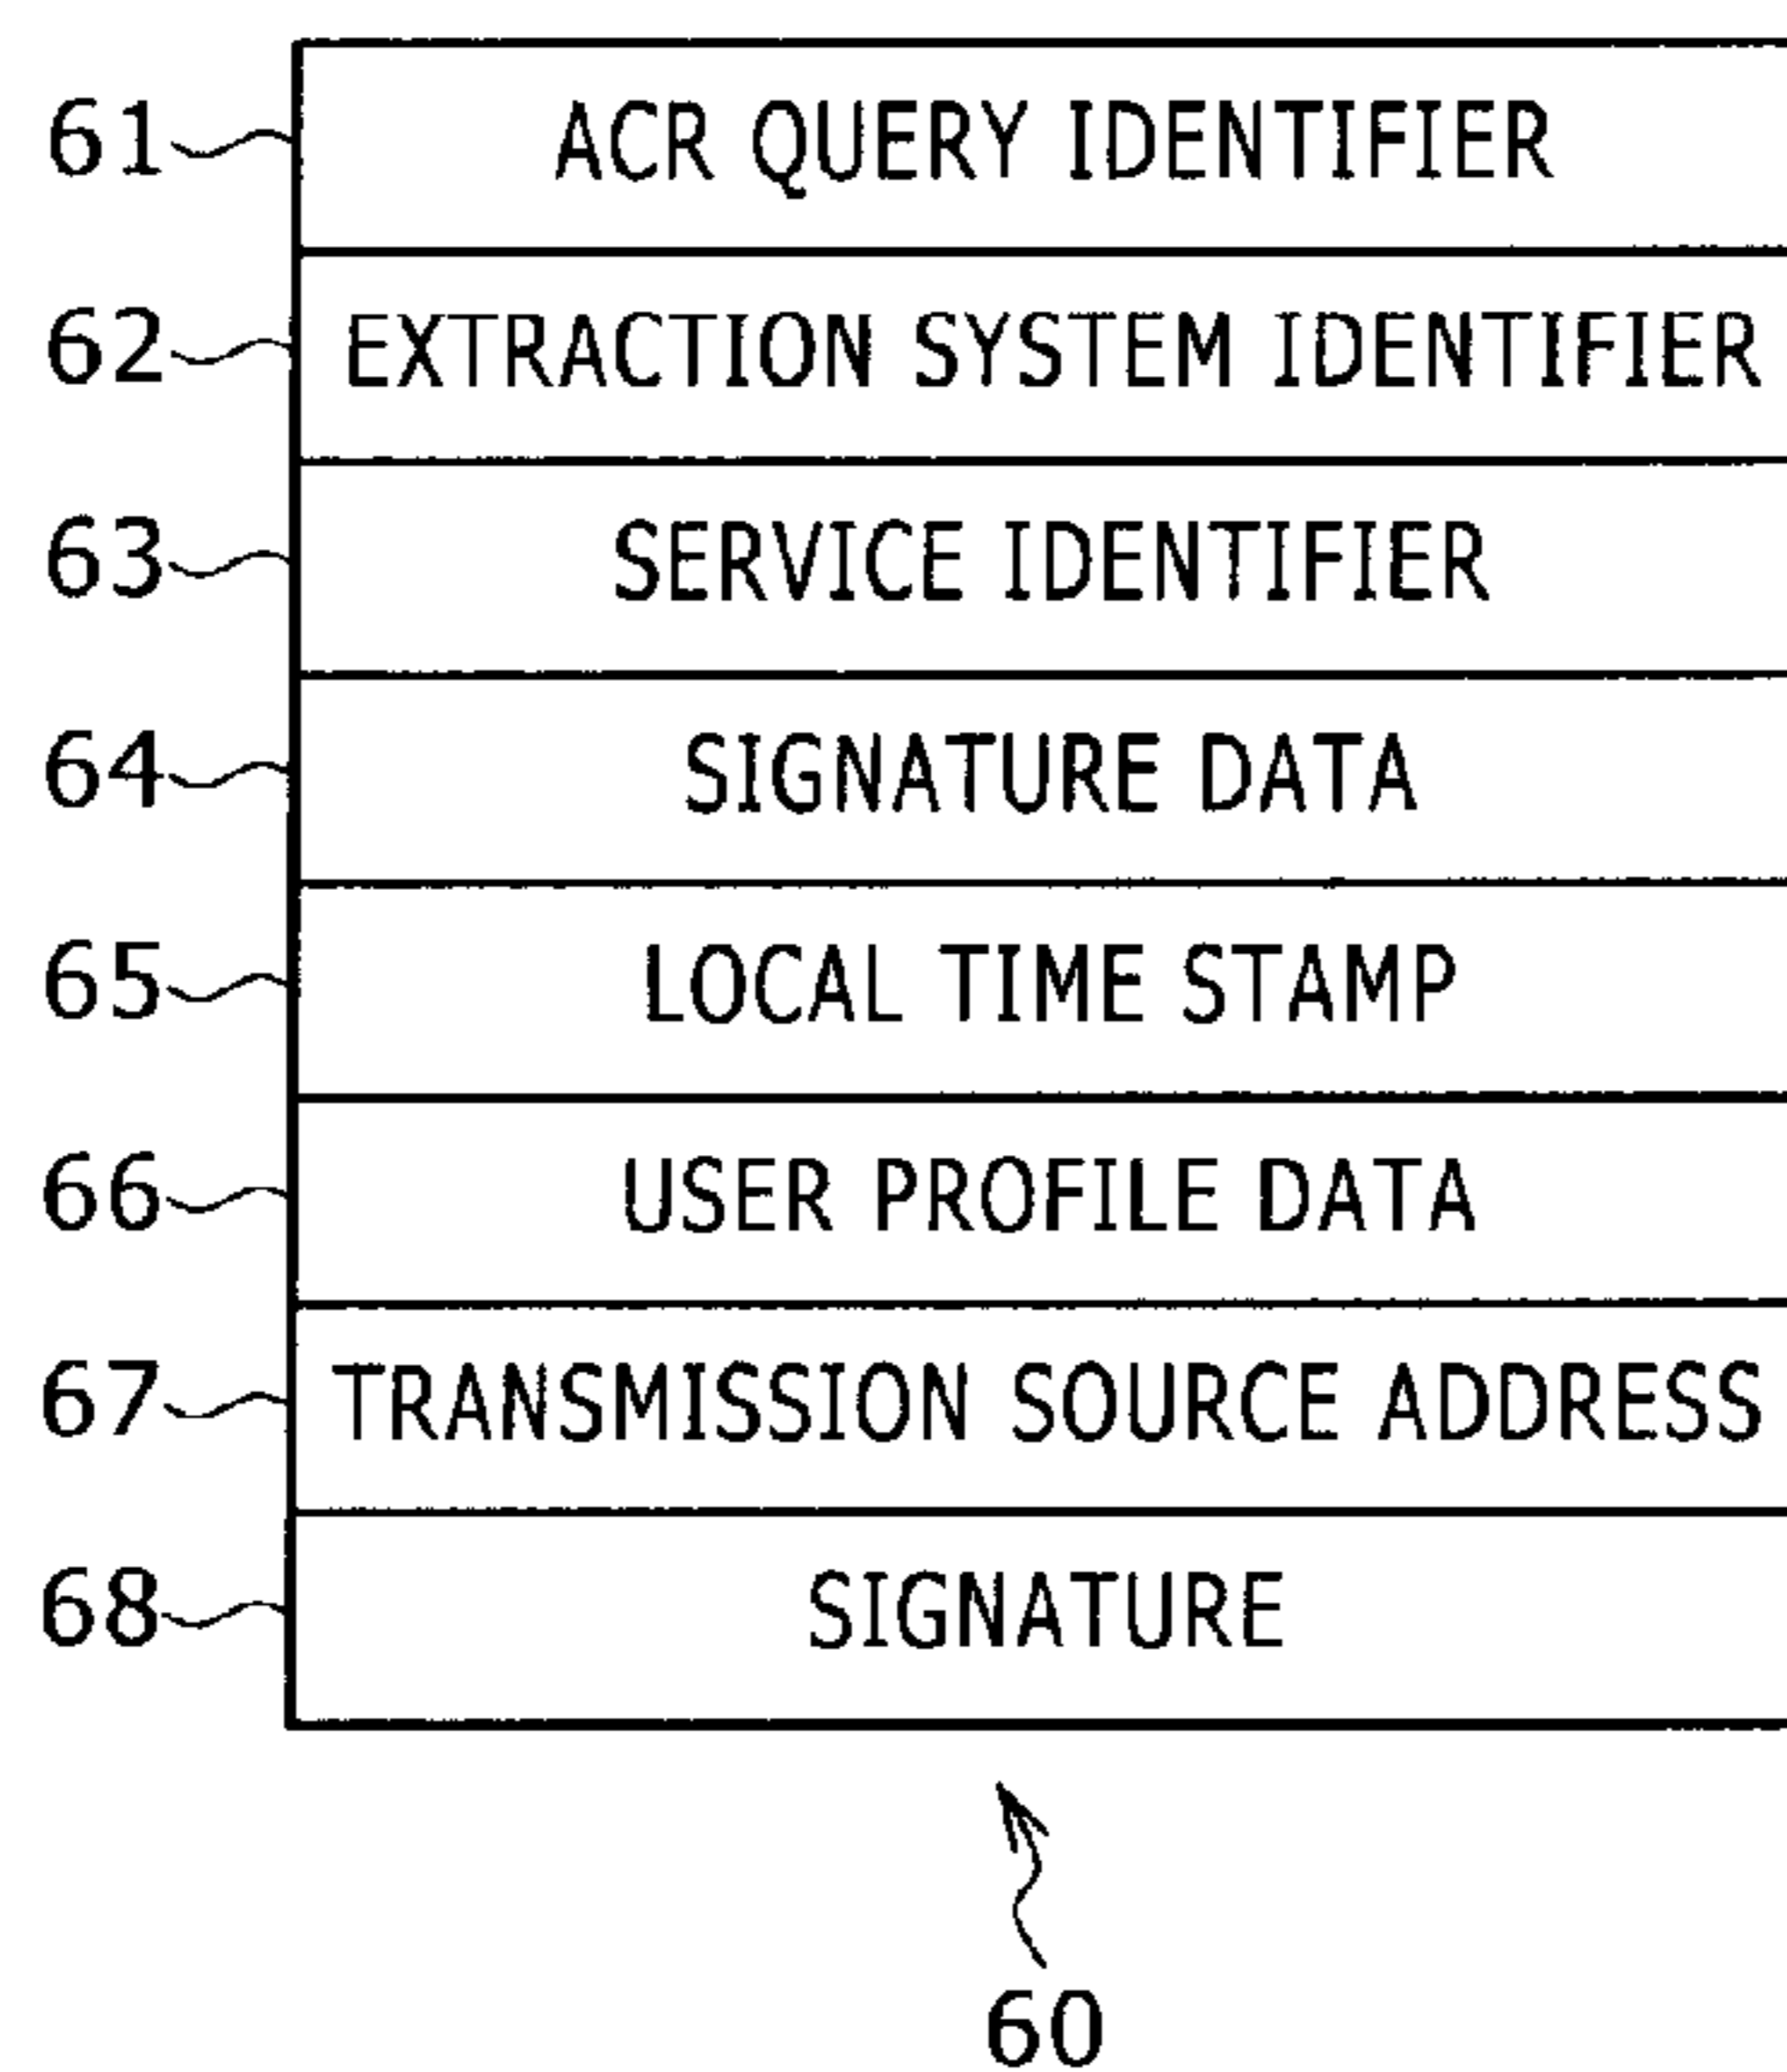 61 ACR QUERY IDENTIFIER
62 EXTRACTION SYSTEM IDENTIFIER
63 SERVICE IDENTIFIER
64 SIGNATURE DATA
65 LOCAL TIME STAMP
66 USER PROFILE DATA
67 TRANSMISSION SOURCE ADDRESS
68 SIGNATURE
60